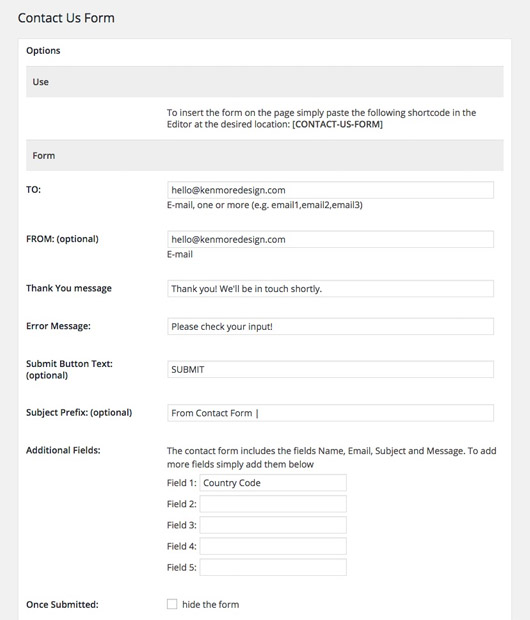 Contact Us Form
Options
Use
To insert the form on the page simply paste the following shortcode in the
Editor at the desired location: [CONTACT-US-FORM]
Form
TO:
hello@kenmoredesign.com
E-mail, one or more (e.g. email1,email2,email3)
FROM: (optional)
hello@kenmoredesign.com
E-mail
Thank You message
Thank you! We'll be in touch shortly.
Error Message:
Please check your input!
Submit Button Text:
(optional)
SUBMIT
Subject Prefix: (optional)
From Contact Form |
Additional Fields:
The contact form includes the fields Name, Email, Subject and Message. To add
more fields simply add them below
Field 1: Country Code
Field 2:
Field 3:
Field 4:
Field 5:
Once Submitted:
hide the form